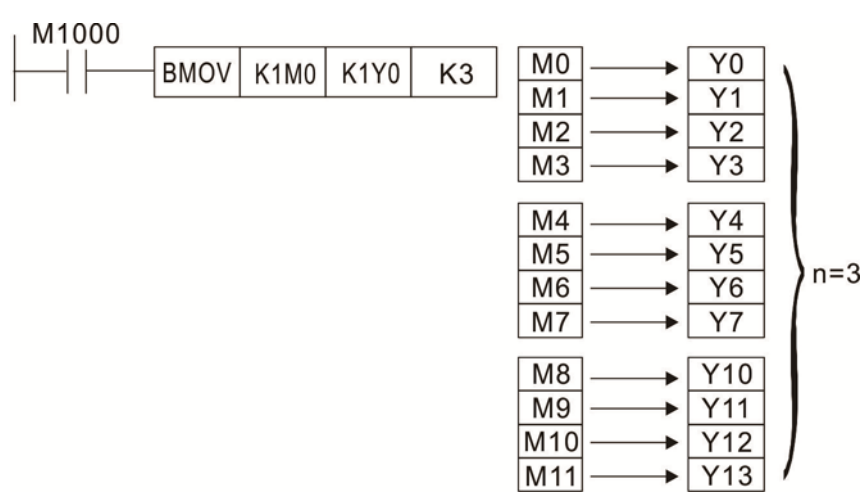 M1000
BMOV K1M0 K1Y0 K3
M0 Y0
M1 Y1
M2 Y2
M3 Y3
M4 Y4
M5 Y5
M6 Y6
M7 Y7
n=3
M8 Y10
M9 Y11
M10 Y12
M11 Y13